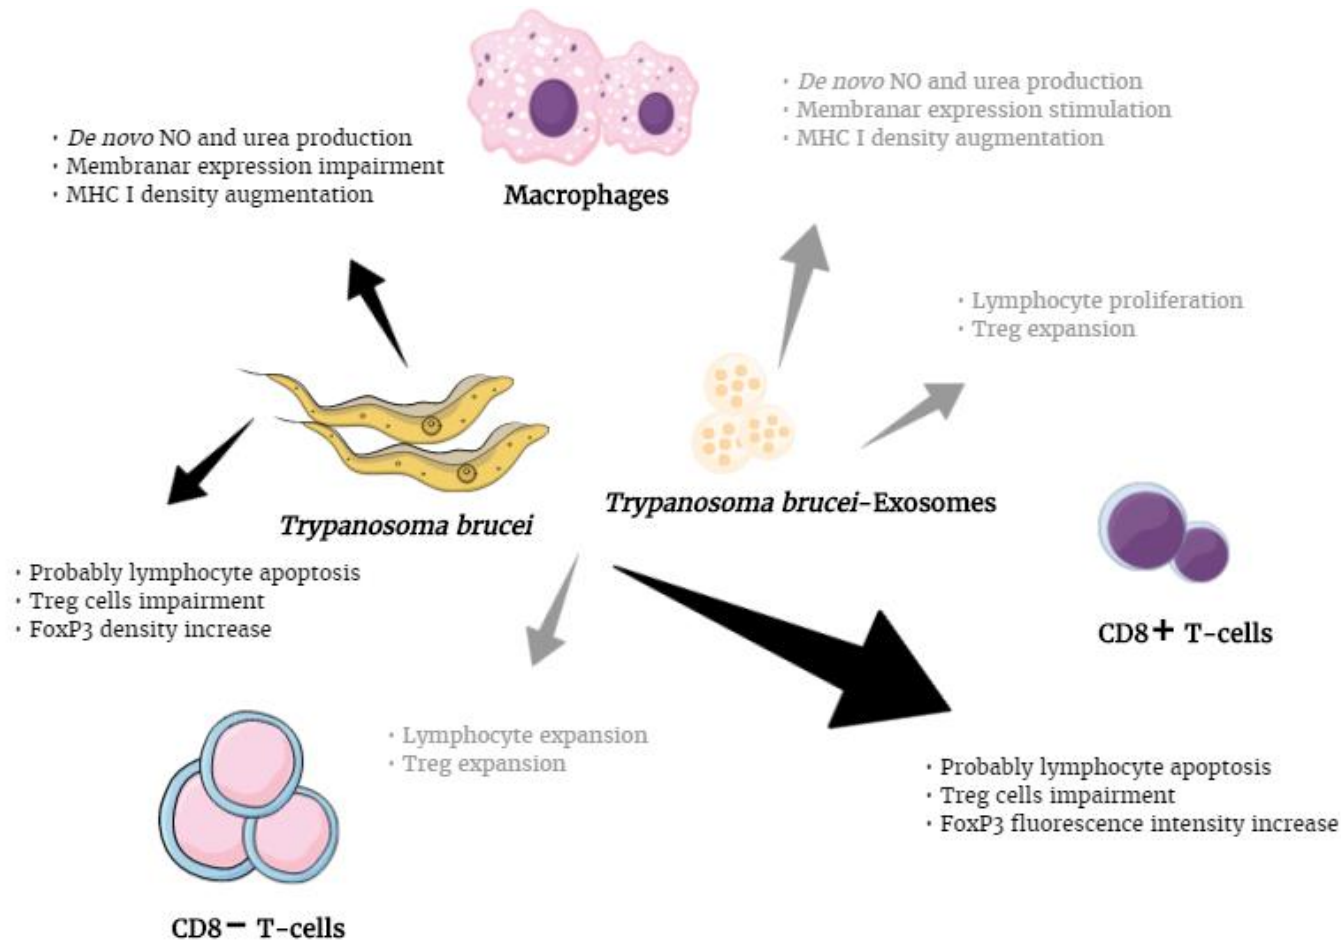 · De novo NO and urea production
· Membranar expression impairment
· MHC I density augmentation
Macrophages
· De novo NO and urea production
· Membranar expression stimulation
· MHC I density augmentation
· Lymphocyte proliferation
· Treg expansion
Trypanosoma brucei
Trypanosoma brucei-Exosomes
· Probably lymphocyte apoptosis
· Treg cells impairment
· FoxP3 density increase
CD8+ T-cells
· Lymphocyte expansion
· Treg expansion
· Probably lymphocyte apoptosis
· Treg cells impairment
· FoxP3 fluorescence intensity increase
CD8− T-cells